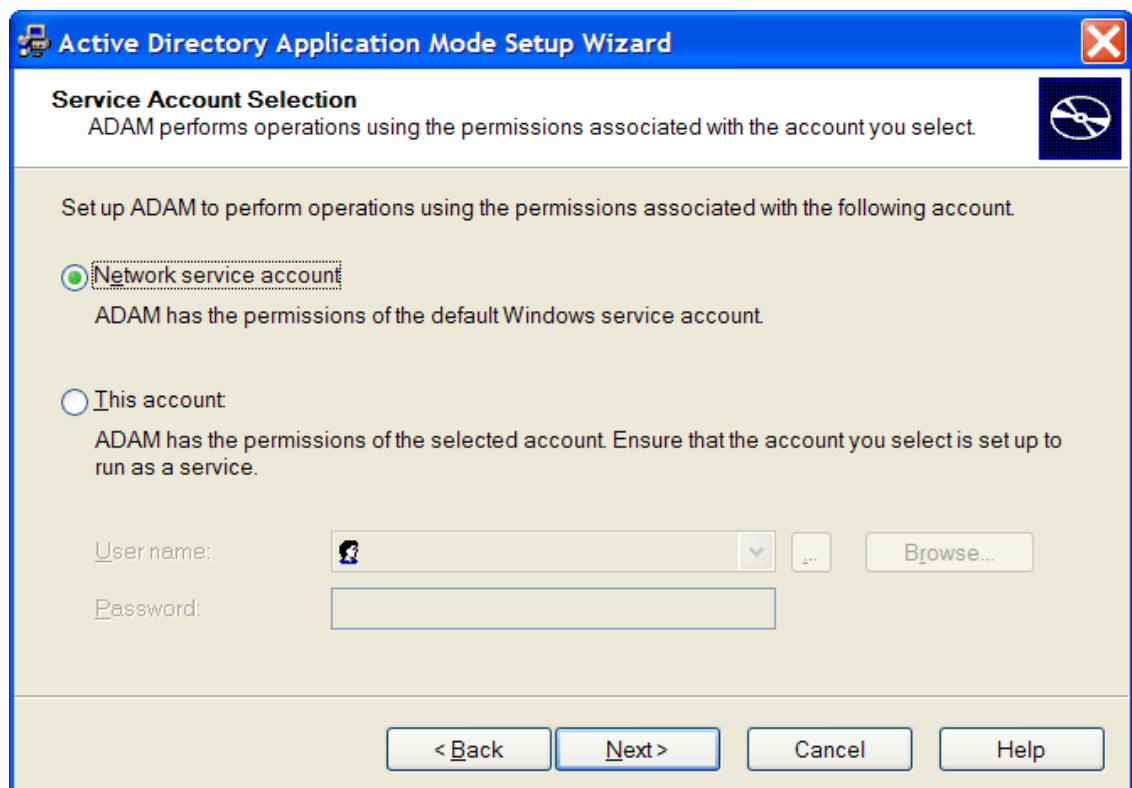 Active Directory Application Mode Setup Wizard
Service Account Selection
ADAM performs operations using the permissions associated with the account you select.
Set up ADAM to perform operations using the permissions associated with the following account.
Network service account
ADAM has the permissions of the default Windows service account.
This account:
ADAM has the permissions of the selected account. Ensure that the account you select is set up to
run as a service.
User name:
... Browse...
Password:
< Back Next > Cancel Help